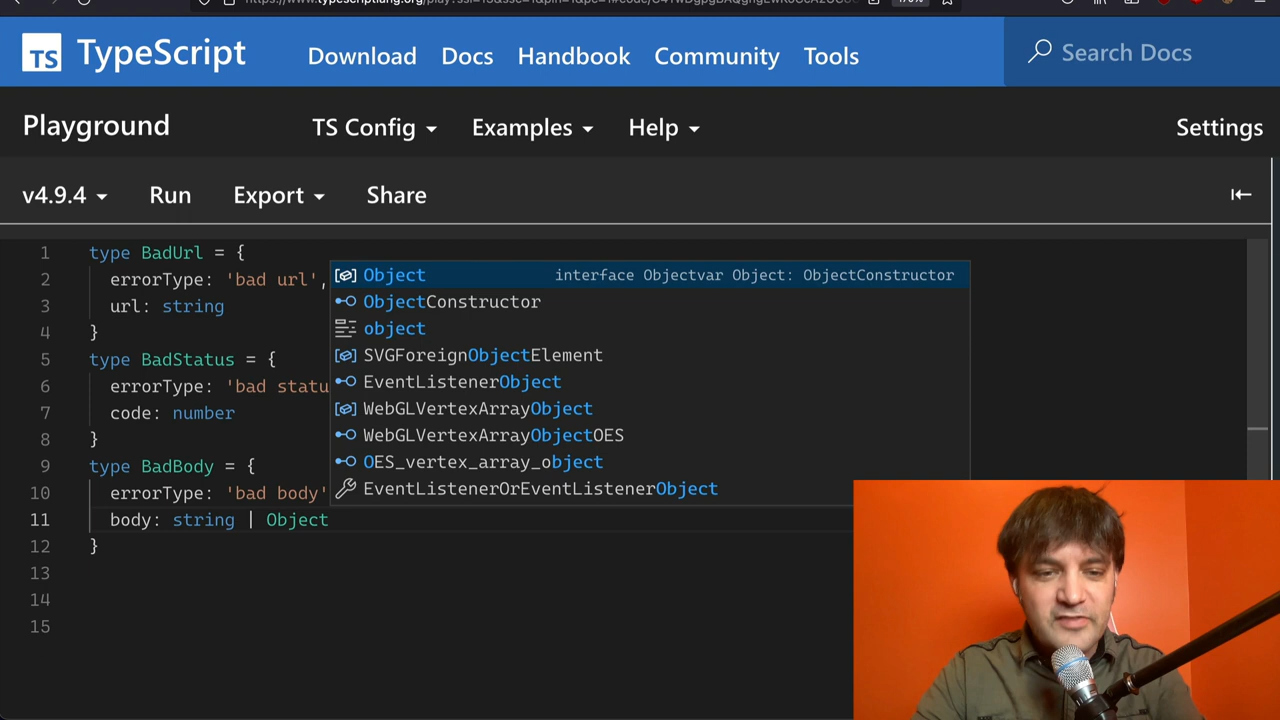 TS TypeScript Download Docs Handbook Community Tools Search Docs
Playground TS Config Examples Help Settings
v4.9.4 Run Export Share
1 type BadUrl = {
2 errorType: 'bad url',
3 url: string
4 }
5 type BadStatus = {
6 errorType: 'bad statu
7 code: number
8 }
9 type BadBody = {
10 errorType: 'bad body'
11 body: string | Object
12 }
13
14
15
Object interface Objectvar Object: ObjectConstructor
ObjectConstructor
object
SVGForeignObjectElement
EventListenerObject
WebGLVertexArrayObject
WebGLVertexArrayObjectOES
OES_vertex_array_object
EventListenerOrEventListenerObject